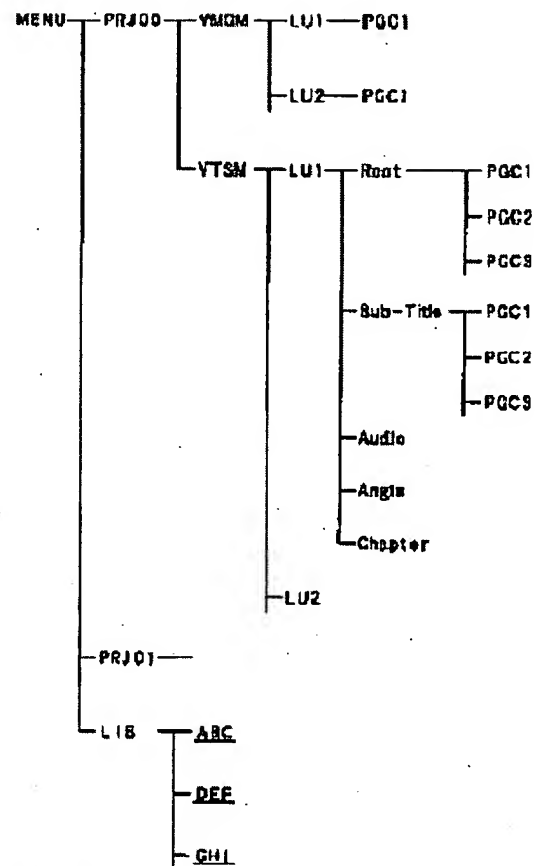 MENU PRJ00 VMGM LU1 PGC1
LU2 PGC1
VTSM LU1 Root PGC1
PGC2
PGC3
Sub-Title PGC1
PGC2
PGC3
Audio
Angle
Chapter
LU2
PRJ01
LIB ABC
DEF
GHI